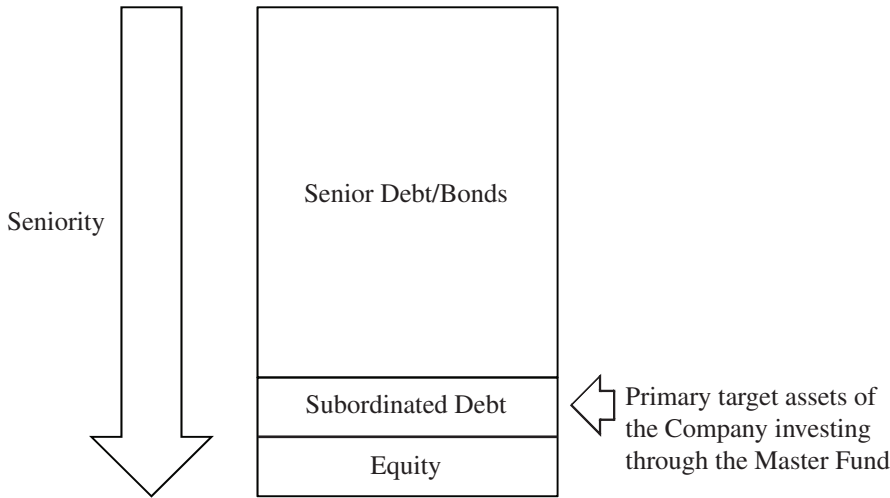 Senior Debt/Bonds
Seniority
Subordinated Debt
Primary target assets of
the Company investing
through the Master Fund
Equity